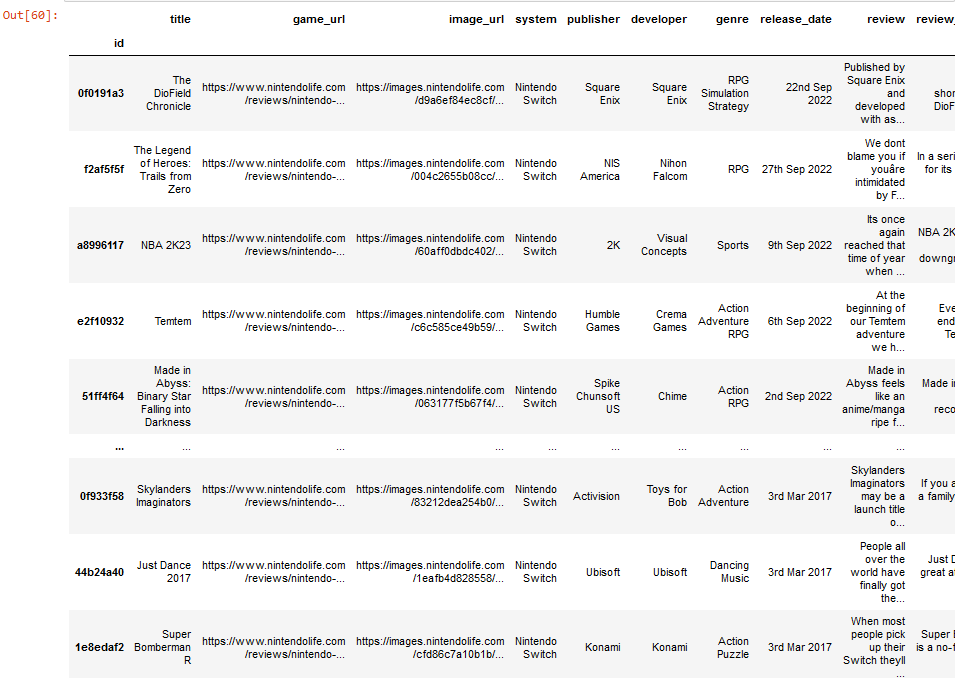 Out[60]:
title
game_url
image_url
system
publisher
developer
genre
release_date
review
review_
id
0f0191a3
The
DioField
Chronicle
https://www.nintendolife.com
/reviews/nintendo-...
https://images.nintendolife.com
/d9a6ef84ec8cf/...
Nintendo
Switch
Square
Enix
Square
Enix
RPG
Simulation
Strategy
22nd Sep
2022
Published by
Square Enix
and
developed
with as...
shor
DioF
f2af5f5f
The Legend
of Heroes:
Trails from
Zero
https://www.nintendolife.com
/reviews/nintendo-...
https://images.nintendolife.com
/004c2655b08cc/...
Nintendo
Switch
NIS
America
Nihon
Falcom
RPG
27th Sep 2022
We dont
blame you if
youâre
intimidated
by F...
In a seri
for its
a8996117
NBA 2K23
https://www.nintendolife.com
/reviews/nintendo-...
https://images.nintendolife.com
/60aff0dbdc402/...
Nintendo
Switch
2K
Visual
Concepts
Sports
9th Sep 2022
Its once
again
reached that
time of year
when ...
NBA 2K
downgr
e2f10932
Temtem
https://www.nintendolife.com
/reviews/nintendo-...
https://images.nintendolife.com
/c6c585ce49b59/...
Nintendo
Switch
Humble
Games
Crema
Games
Action
Adventure
RPG
6th Sep 2022
At the
beginning of
our Temtem
adventure
we h...
Eve
end
Te
51ff4f64
Made in
Abyss:
Binary Star
Falling into
Darkness
https://www.nintendolife.com
/reviews/nintendo-...
https://images.nintendolife.com
/063177f5b67f4/...
Nintendo
Switch
Spike
Chunsoft
US
Chime
Action
RPG
2nd Sep 2022
Made in
Abyss feels
like an
anime/manga
ripe f...
Made in
reco
... ... ... ... ... ... ... ... ... ...
0f933f58
Skylanders
Imaginators
https://www.nintendolife.com
/reviews/nintendo-...
https://images.nintendolife.com
/83212dea254b0/...
Nintendo
Switch
Activision
Toys for
Bob
Action
Adventure
3rd Mar 2017
Skylanders
Imaginators
may be a
launch title
o...
If you a
a family
44b24a40
Just Dance
2017
https://www.nintendolife.com
/reviews/nintendo-...
https://images.nintendolife.com
/1eafb4d828558/...
Nintendo
Switch
Ubisoft
Ubisoft
Dancing
Music
3rd Mar 2017
People all
over the
world have
finally got
the...
Just D
great at
1e8edaf2
Super
Bomberman
R
https://www.nintendolife.com
/reviews/nintendo-...
https://images.nintendolife.com
/cfd86c7a10b1b/...
Nintendo
Switch
Konami
Konami
Action
Puzzle
3rd Mar 2017
When most
people pick
up their
Switch theyll
...
Super B
is a no-f